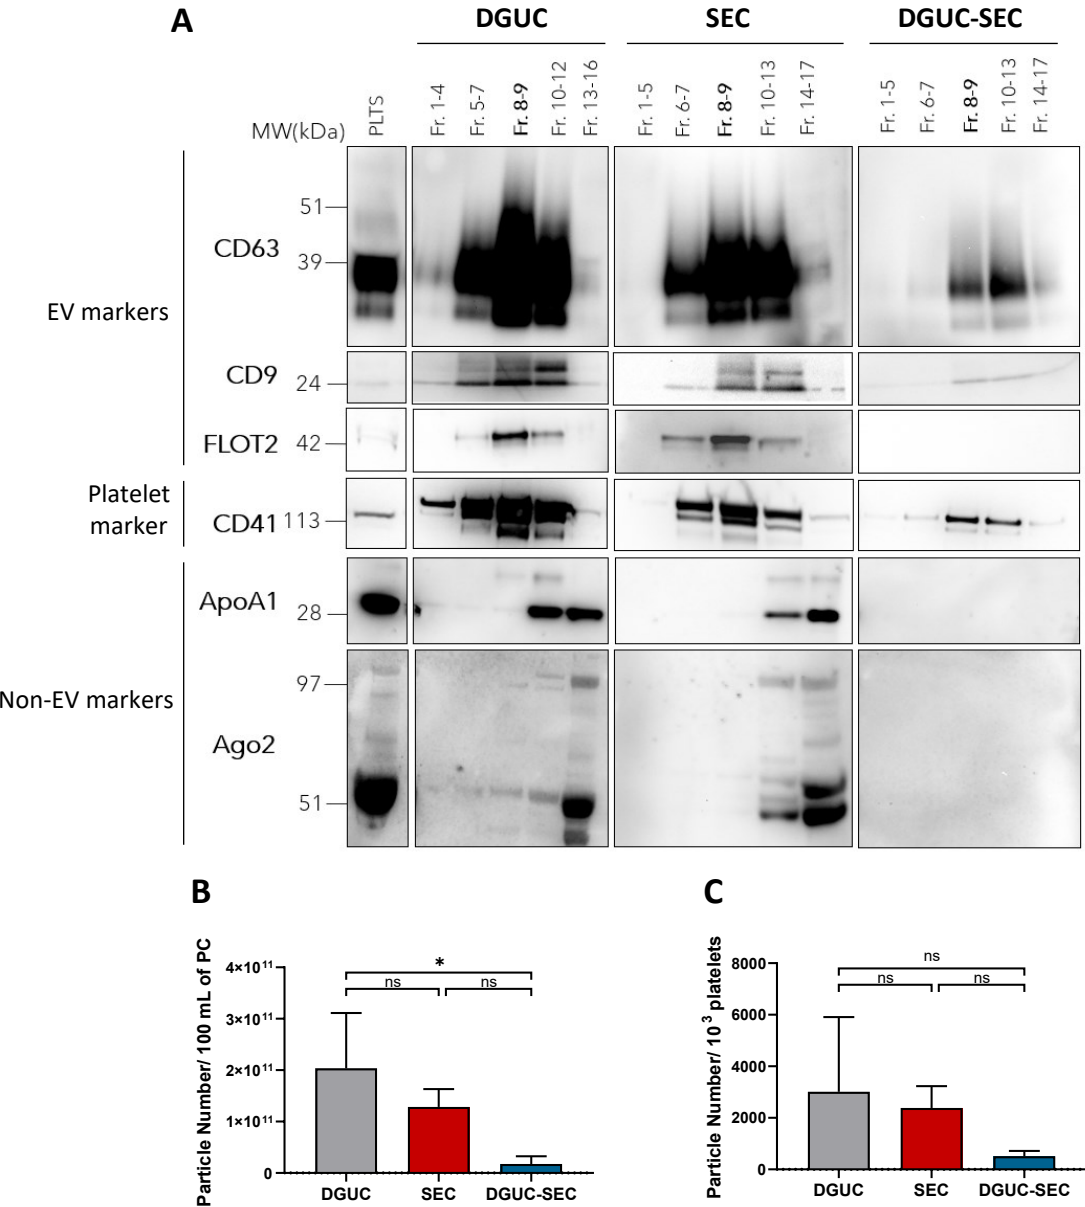 A
DGUC
SEC
DGUC-SEC
MW(kDa)
PLTS
Fr. 1-4
Fr. 5-7
Fr. 8-9
Fr. 10-12
Fr. 13-16
Fr. 1-5
Fr. 6-7
Fr. 8-9
Fr. 10-13
Fr. 14-17
Fr. 1-5
Fr. 6-7
Fr. 8-9
Fr. 10-13
Fr. 14-17
EV markers
CD63
51
39
CD9
24
FLOT2
42
Platelet
marker
CD41
113
Non-EV markers
ApoA1
28
Ago2
97
51
B
Particle Number/ 100 mL of PC
4×10¹¹
3×10¹¹
2×10¹¹
1×10¹¹
0
*
ns
ns
DGUC
SEC
DGUC-SEC
C
Particle Number/ 10³ platelets
8000
6000
4000
2000
0
ns
ns
ns
DGUC
SEC
DGUC-SEC